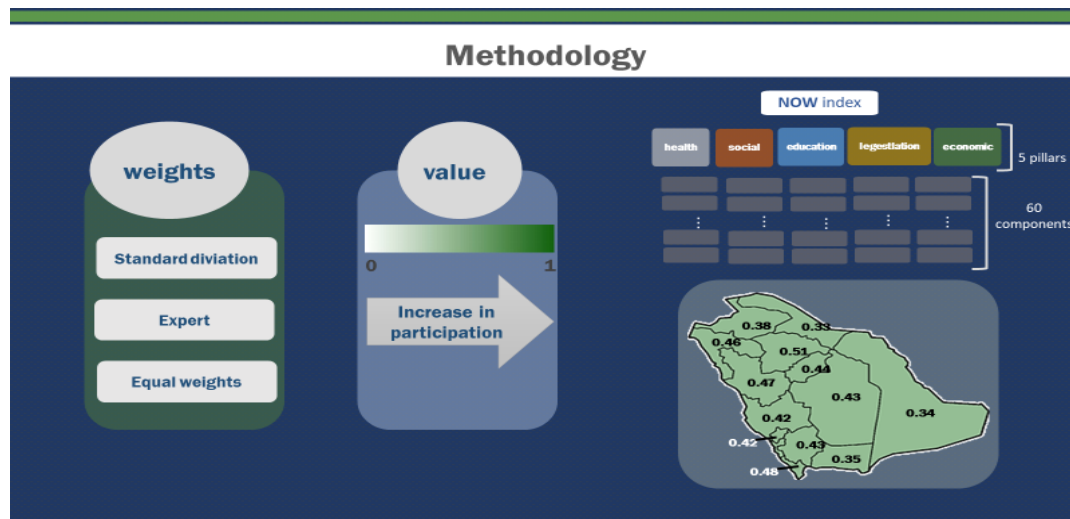 Methodology
weights
Standard diviation
Expert
Equal weights
value
0
1
Increase in
participation
NOW index
health
social
education
legestlation
economic
5 pillars
60
components
0.38
0.33
0.46
0.51
0.44
0.47
0.43
0.34
0.42
0.42
0.43
0.35
0.48